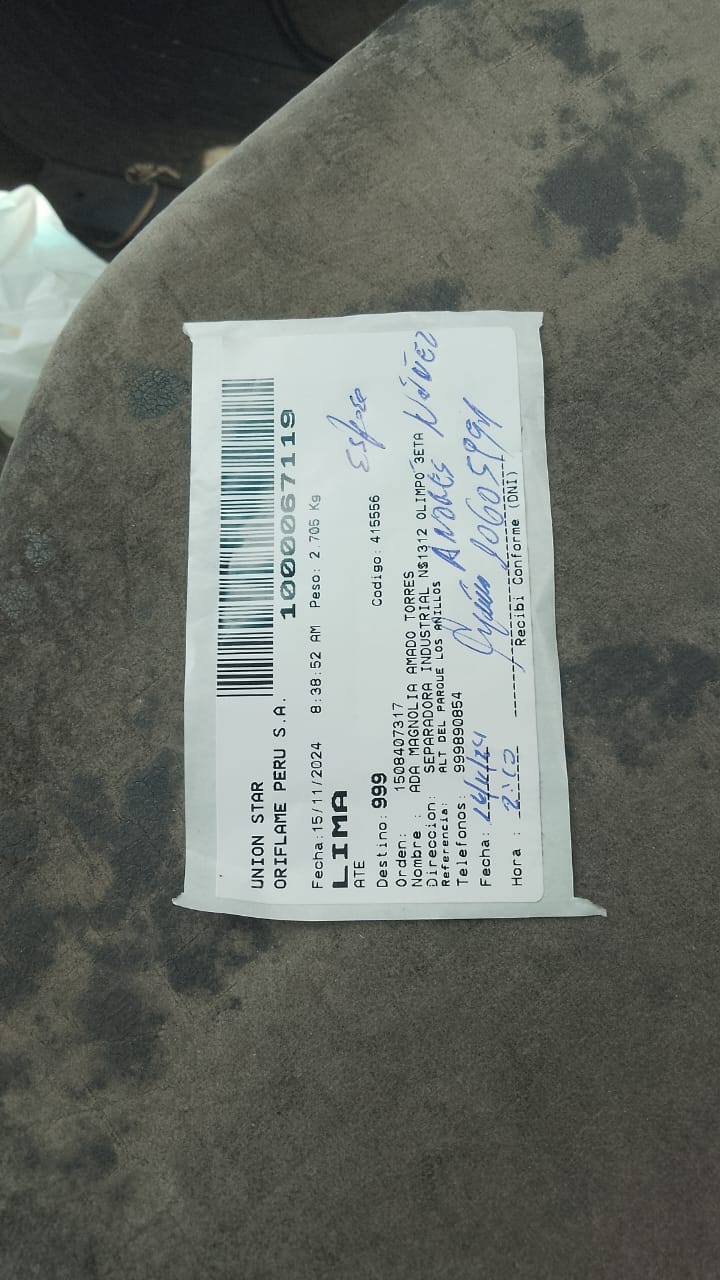 UNION STAR
ORIFLAME PERU S.A.
1000067119
Fecha:15/11/2024 8:38:52 AM Peso: 2 705 Kg
LIMA
ATE
Esposo
Destino: 999 Codigo: 415556
Orden: 1508407317
Nombre : ADA MAGNOLIA AMADO TORRES
Direccion: SEPARADORA INDUSTRIAL N$1312 OLIMPO 3ETA
Referencia: ALT DEL PARQUE LOS ANILLOS
Telefonos: 999890854
ANDRES NÚÑEZ
Fecha:
10605991
Hora :
Recibi Conforme (DNI)